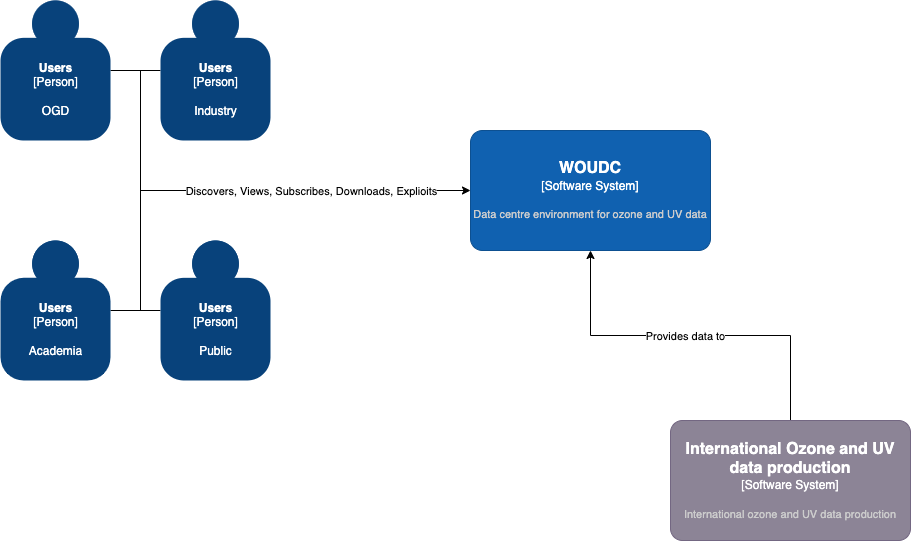 Users
[Person]
OGD
Users
[Person]
Industry
Discovers, Views, Subscribes, Downloads, Explioits
WOUDC
[Software System]
Data centre environment for ozone and UV data
Users
[Person]
Academia
Users
[Person]
Public
Provides data to
International Ozone and UV
data production
[Software System]
International ozone and UV data production